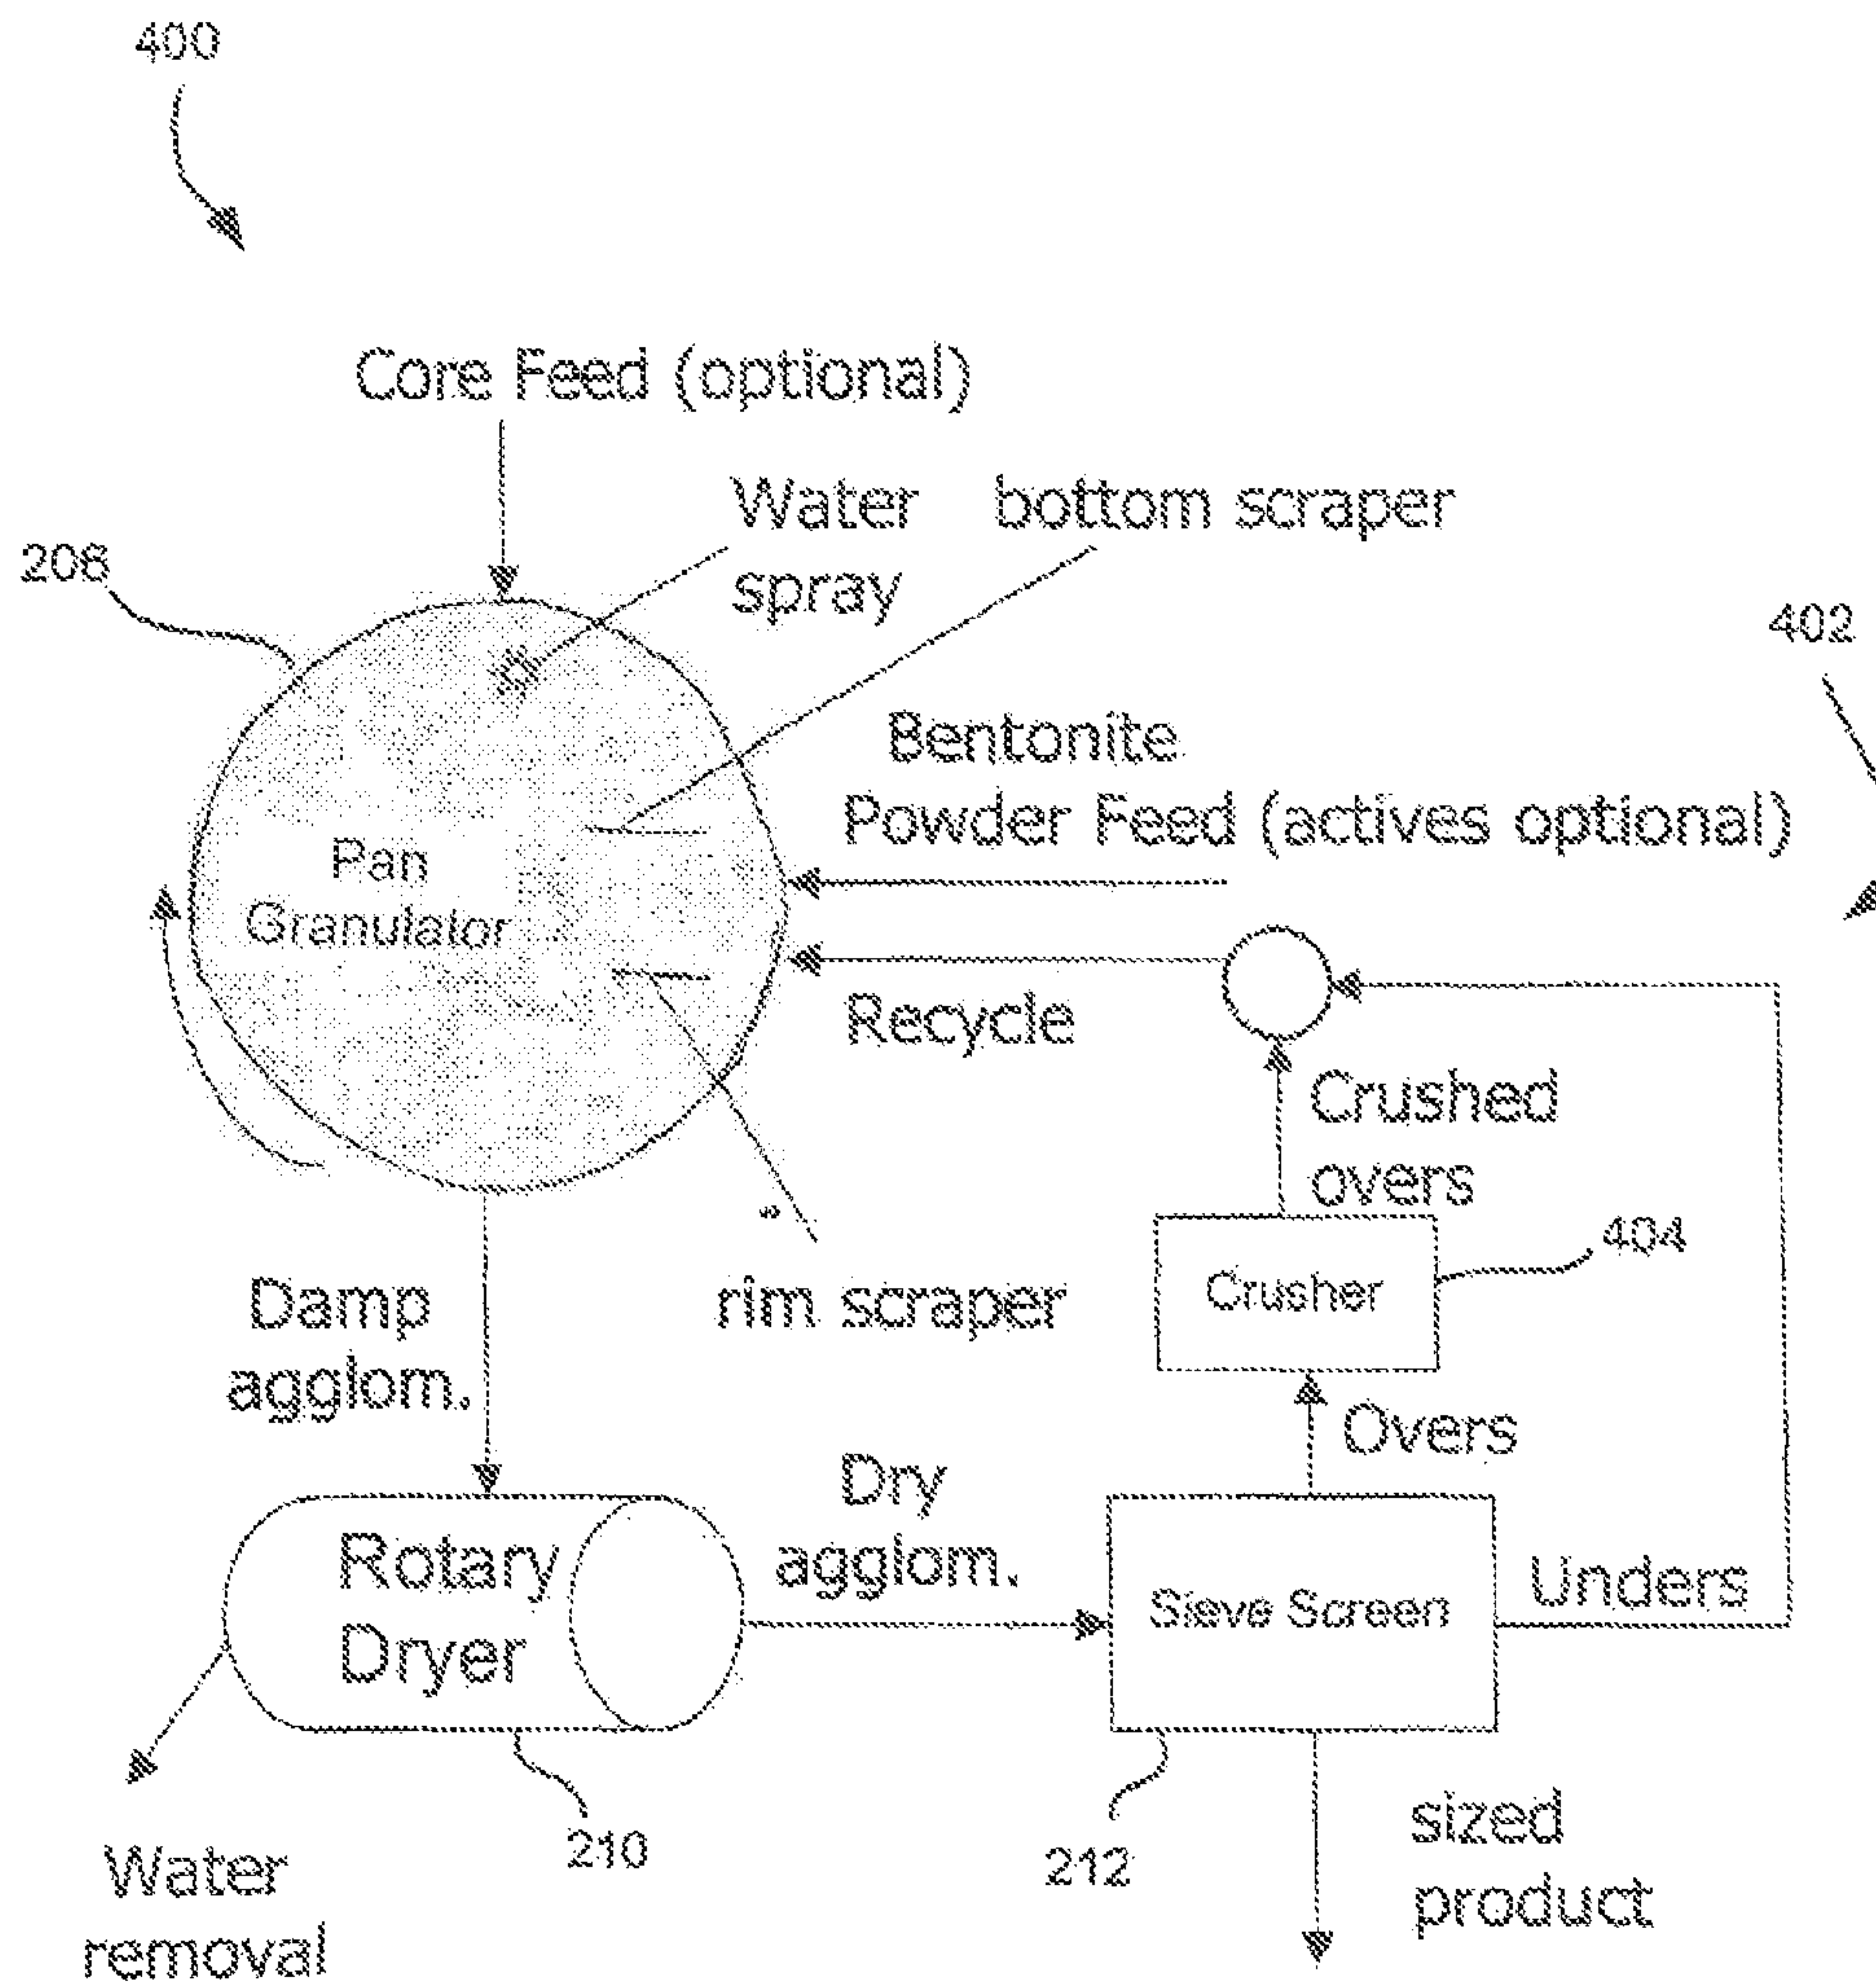 400
Core Feed (optional)
Water
spray
bottom scraper
208
402
Bentonite
Powder Feed (actives optional)
Pan
Granulator
Recycle
Crushed
overs
404
Crusher
rim scraper
Damp
agglom.
Overs
Dry
agglom.
Rotary
Dryer
Sieve Screen
Unders
210
212
sized
product
Water
removal